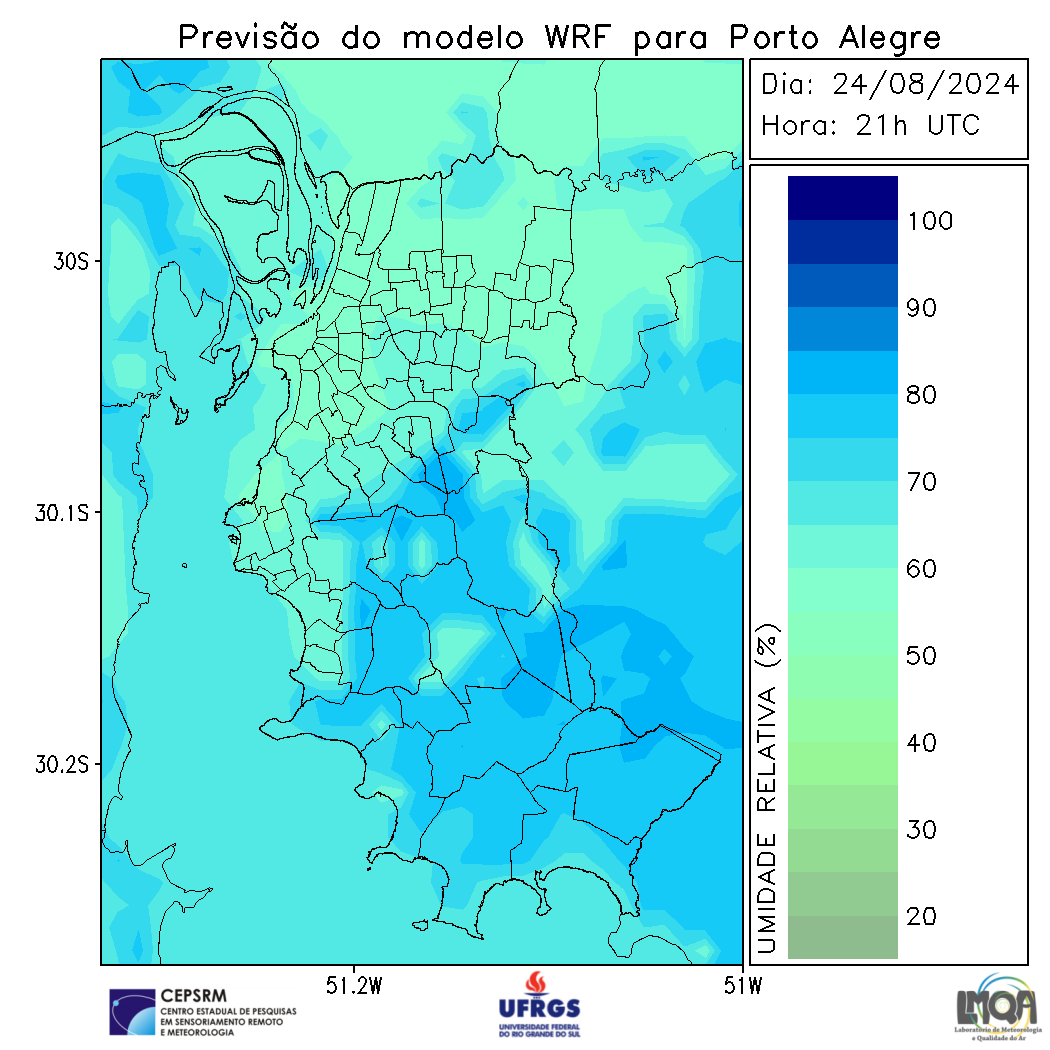 Previsão do modelo WRF para Porto Alegre
Dia: 24/08/2024
Hora: 21h UTC
30S
30.1S
30.2S
51.2W
51W
UMIDADE RELATIVA (%)
100
90
80
70
60
50
40
30
20
CEPSRM
CENTRO ESTADUAL DE PESQUISAS
EM SENSORIAMENTO REMOTO
E METEOROLOGIA
UFRGS
UNIVERSIDADE FEDERAL
DO RIO GRANDE DO SUL
LMQA
Laboratório de Meteorologia
e Qualidade do Ar